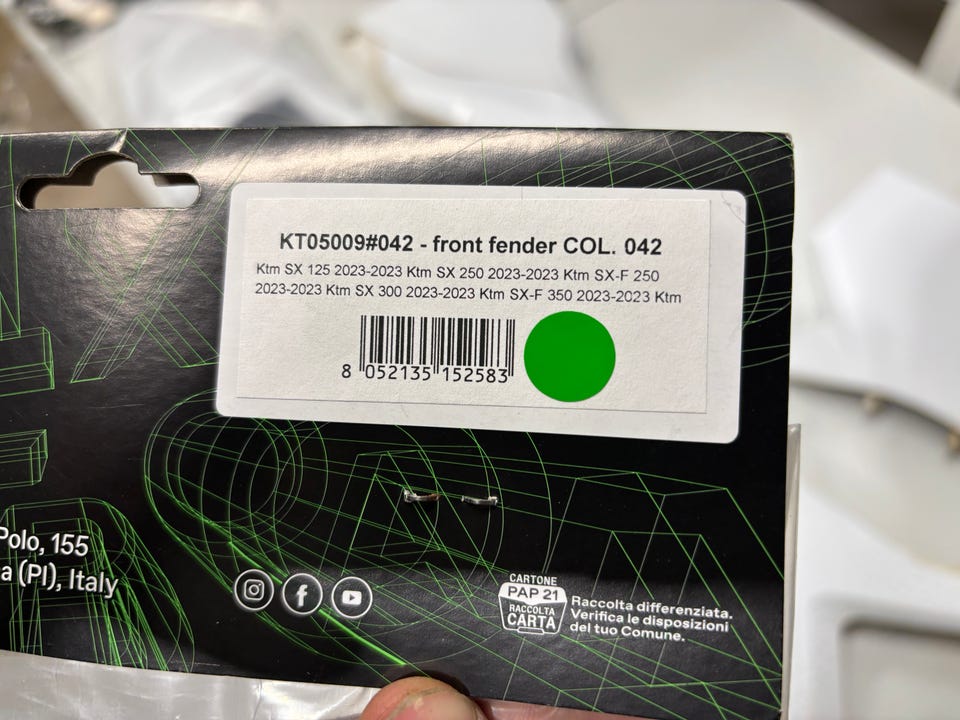 KT05009#042 - front fender COL. 042
Ktm SX 125 2023-2023 Ktm SX 250 2023-2023 Ktm SX-F 250
2023-2023 Ktm SX 300 2023-2023 Ktm SX-F 350 2023-2023 Ktm
8 052135 152583
Polo, 155
a (PI), Italy
CARTONE
PAP 21
RACCOLTA
CARTA
Raccolta differenziata.
Verifica le disposizioni
del tuo Comune.